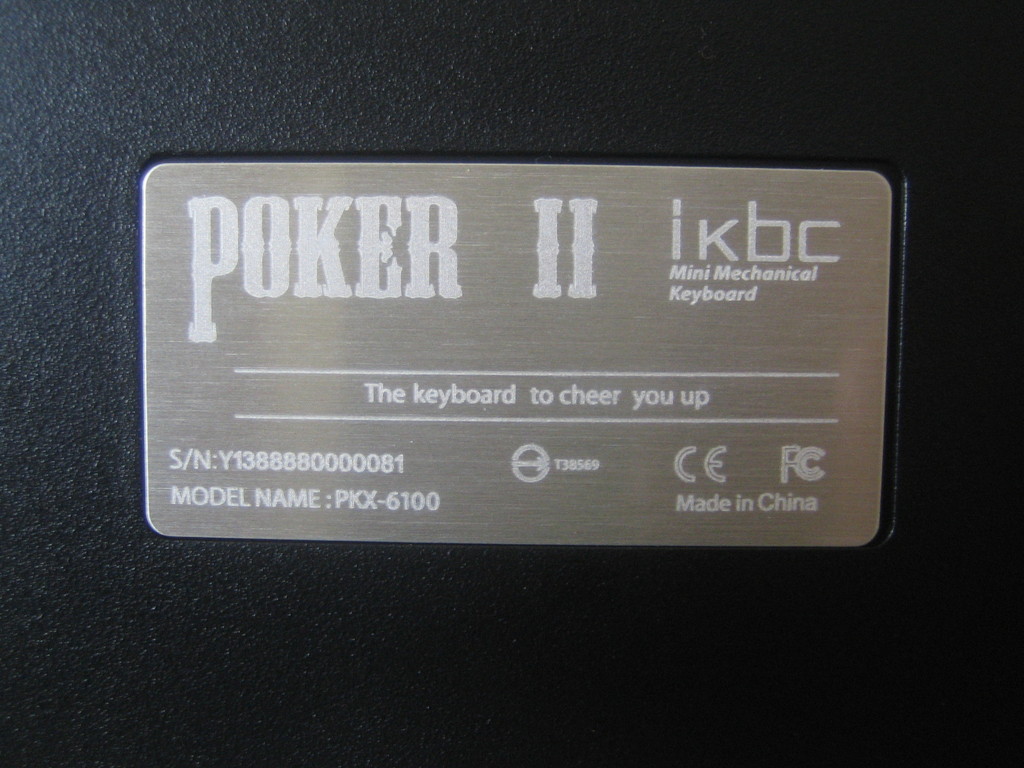 POKER II
iKbc
Mini Mechanical
Keyboard
The keyboard to cheer you up
S/N:Y1388880000081
T38569
CE FC
MODEL NAME : PKX-6100
Made in China